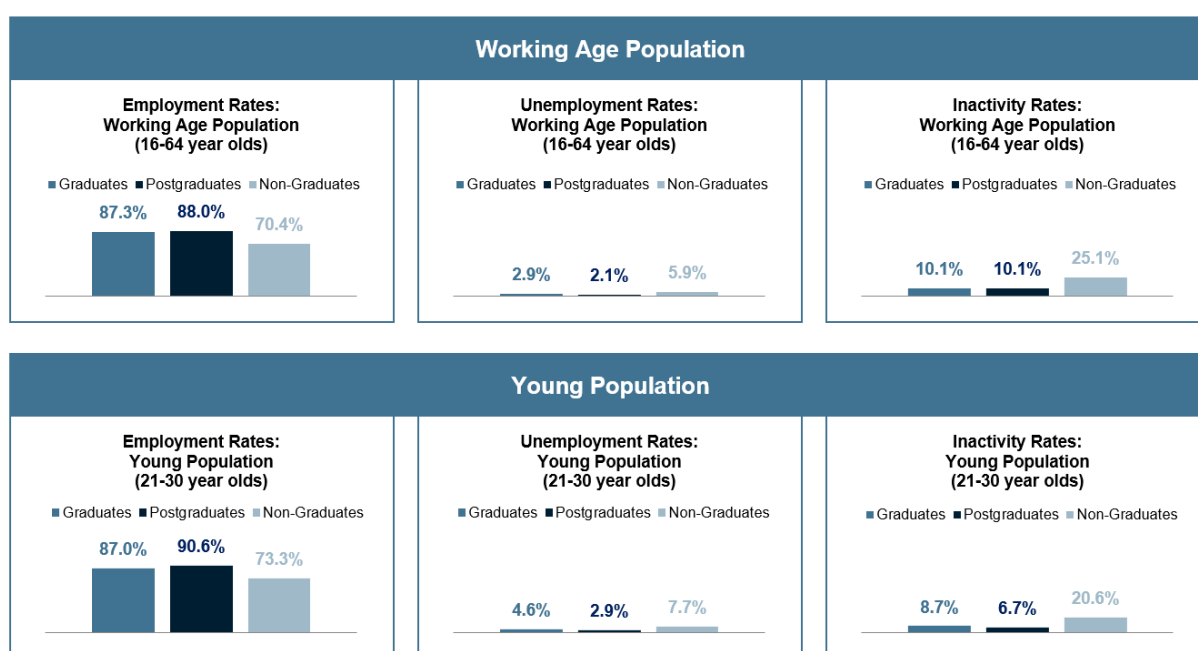 Working Age Population
Employment Rates:
Working Age Population
(16-64 year olds)
Graduates Postgraduates Non-Graduates
87.3% 88.0% 70.4%
Unemployment Rates:
Working Age Population
(16-64 year olds)
Graduates Postgraduates Non-Graduates
2.9% 2.1% 5.9%
Inactivity Rates:
Working Age Population
(16-64 year olds)
Graduates Postgraduates Non-Graduates
10.1% 10.1% 25.1%
Young Population
Employment Rates:
Young Population
(21-30 year olds)
Graduates Postgraduates Non-Graduates
87.0% 90.6% 73.3%
Unemployment Rates:
Young Population
(21-30 year olds)
Graduates Postgraduates Non-Graduates
4.6% 2.9% 7.7%
Inactivity Rates:
Young Population
(21-30 year olds)
Graduates Postgraduates Non-Graduates
8.7% 6.7% 20.6%